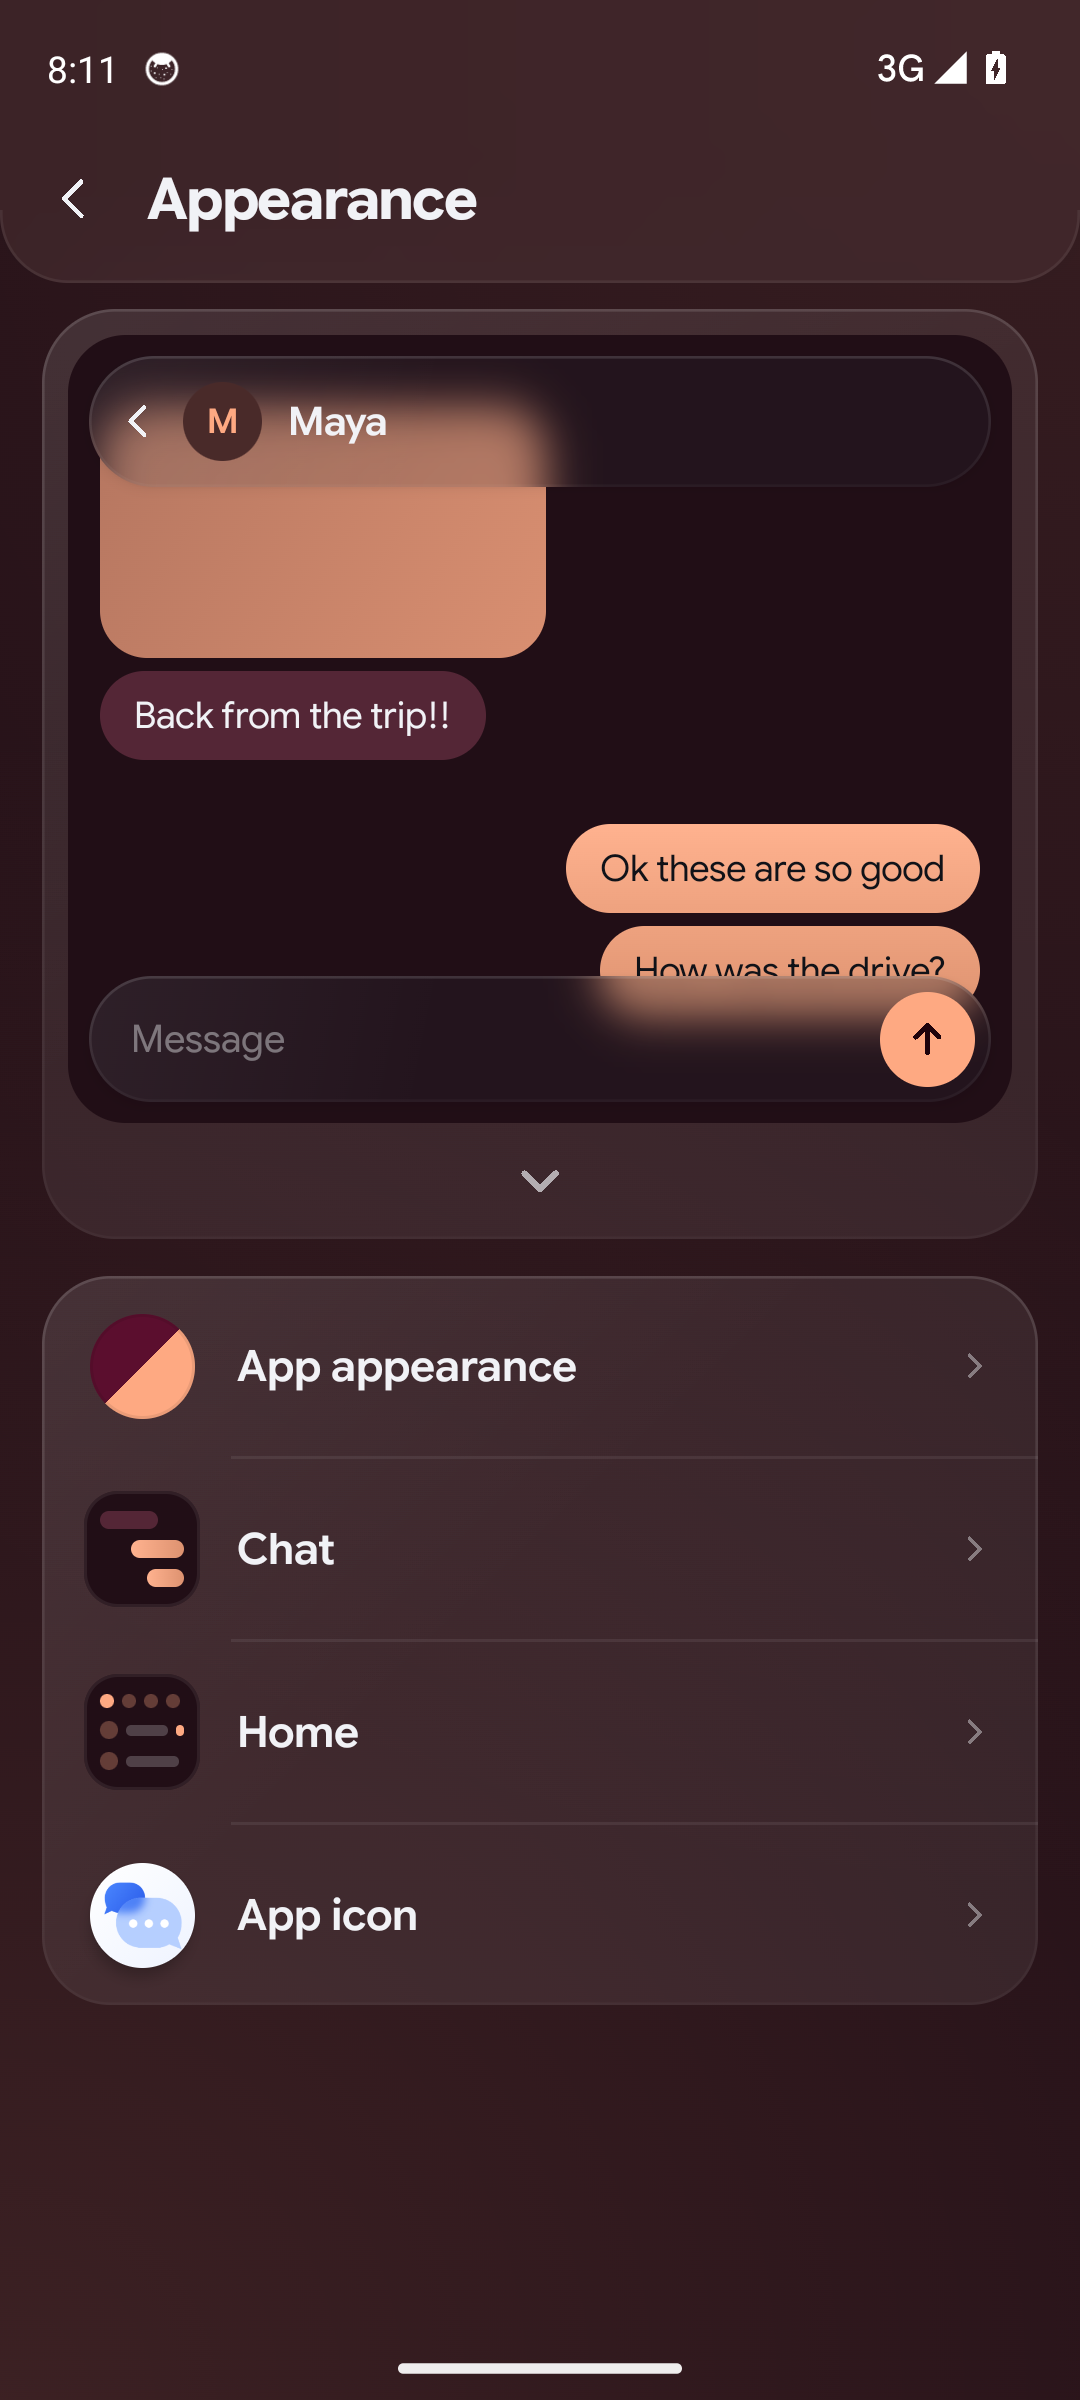 8:11
3G
Appearance
M
Maya
Back from the trip!!
Ok these are so good
How was the drive?
Message
App appearance
Chat
Home
App icon